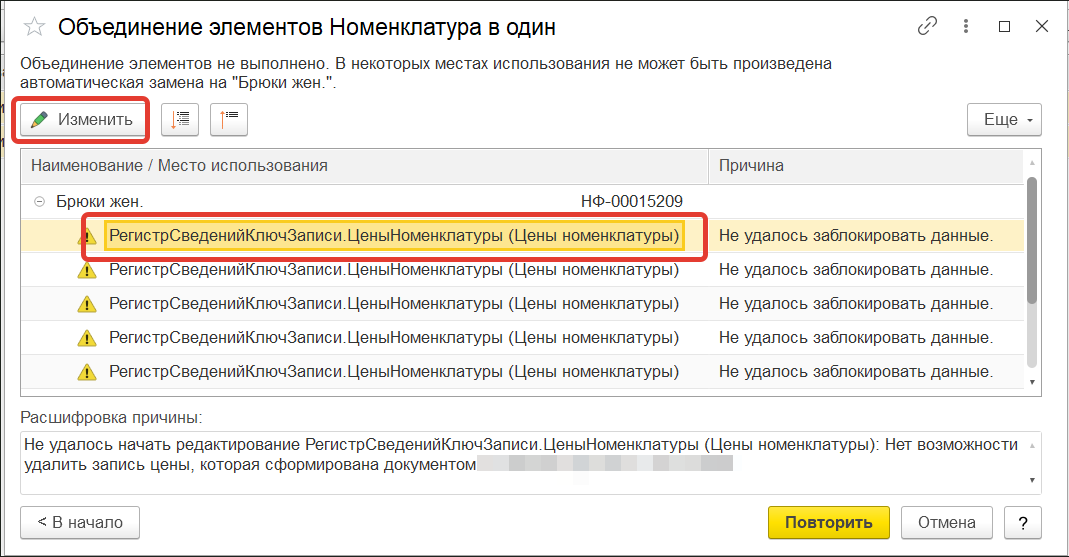 Объединение элементов Номенклатура в один
Объединение элементов не выполнено. В некоторых местах использования не может быть произведена
автоматическая замена на "Брюки жен.".
Изменить
Еще
Наименование / Место использования Причина
Брюки жен. НФ-00015209
РегистрСведенийКлючЗаписи.ЦеныНоменклатуры (Цены номенклатуры) Не удалось заблокировать данные.
РегистрСведенийКлючЗаписи.ЦеныНоменклатуры (Цены номенклатуры) Не удалось заблокировать данные.
РегистрСведенийКлючЗаписи.ЦеныНоменклатуры (Цены номенклатуры) Не удалось заблокировать данные.
РегистрСведенийКлючЗаписи.ЦеныНоменклатуры (Цены номенклатуры) Не удалось заблокировать данные.
РегистрСведенийКлючЗаписи.ЦеныНоменклатуры (Цены номенклатуры) Не удалось заблокировать данные.
Расшифровка причины:
Не удалось начать редактирование РегистрСведенийКлючЗаписи.ЦеныНоменклатуры (Цены номенклатуры): Нет возможности
удалить запись цены, которая сформирована документом
< В начало Повторить Отмена ?